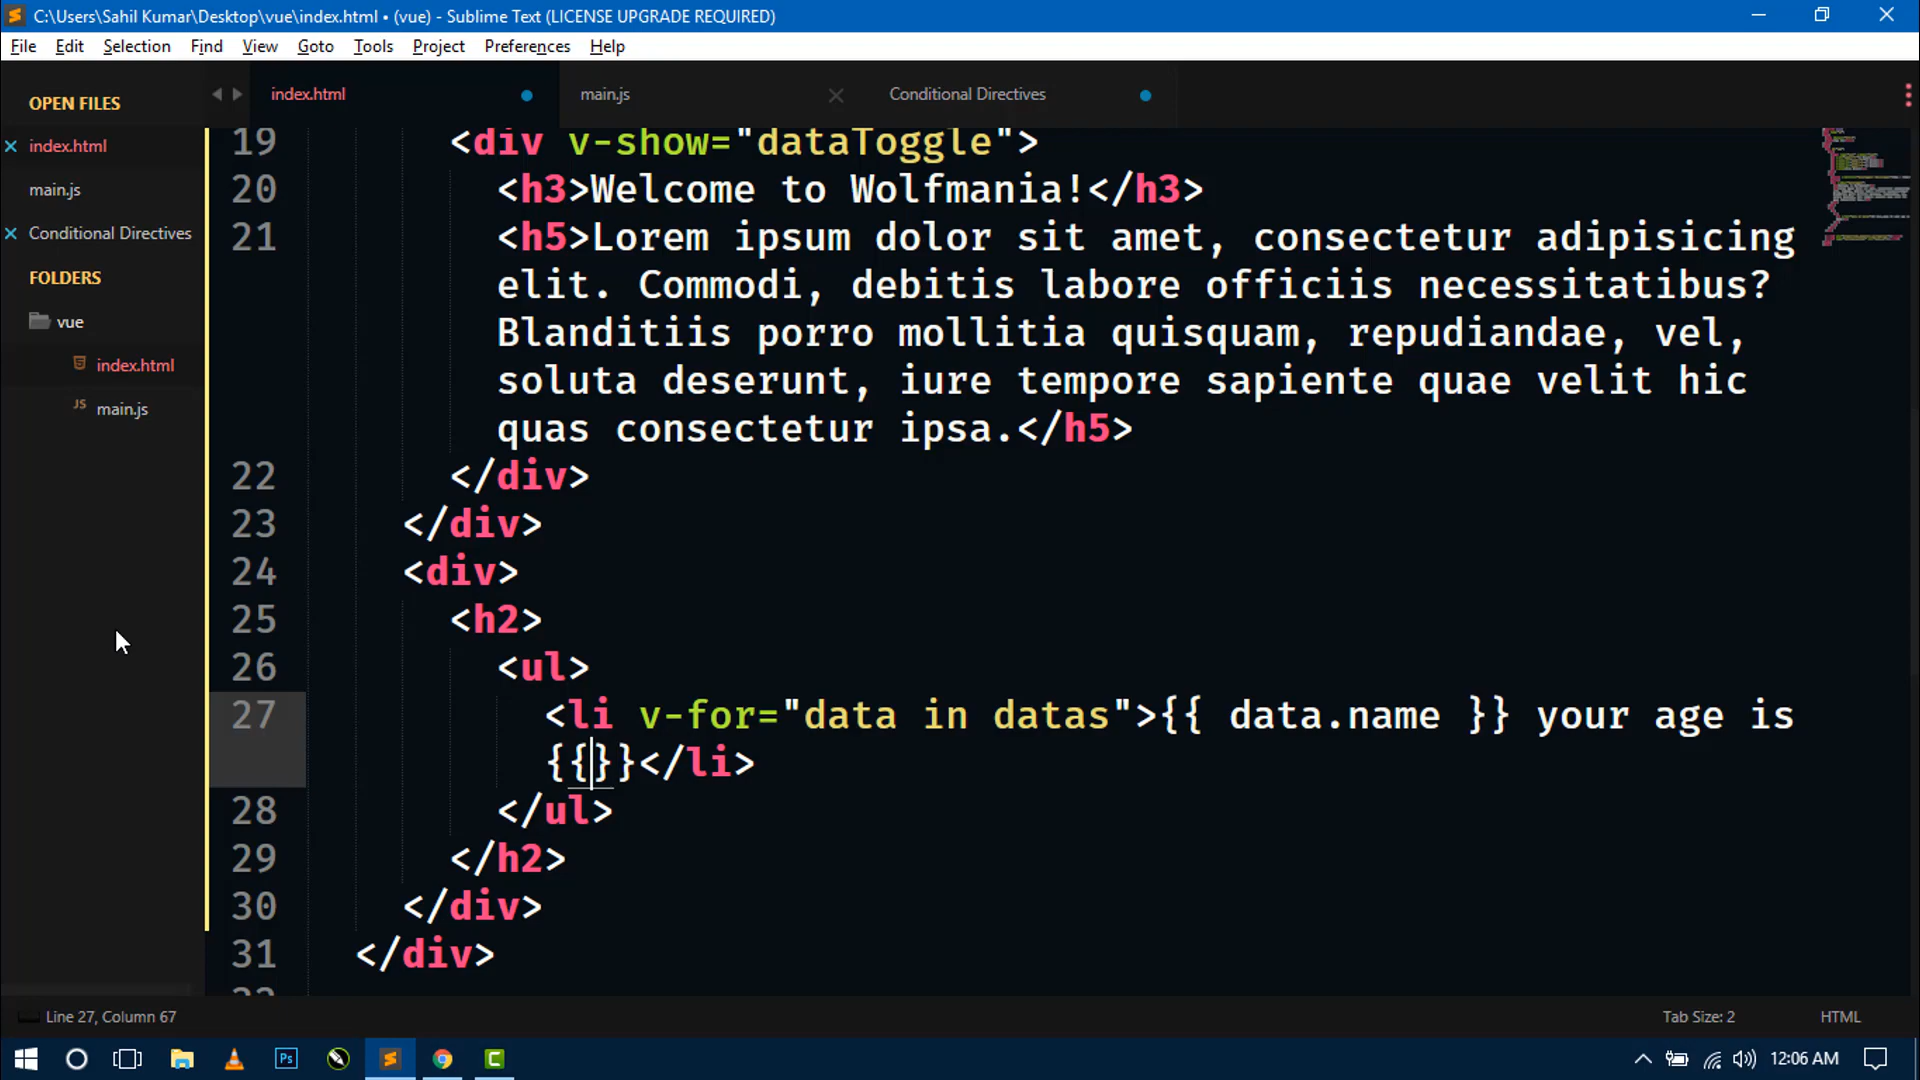 C:\Users\Sahil Kumar\Desktop\vue\index.html • (vue) - Sublime Text (LICENSE UPGRADE REQUIRED)
File Edit Selection Find View Goto Tools Project Preferences Help
OPEN FILES
index.html
main.js
Conditional Directives
FOLDERS
vue
index.html
JS main.js
index.html main.js Conditional Directives
19 <div v-show="dataToggle">
20 <h3>Welcome to Wolfmania!</h3>
21 <h5>Lorem ipsum dolor sit amet, consectetur adipisicing
elit. Commodi, debitis labore officiis necessitatibus?
Blanditiis porro mollitia quisquam, repudiandae, vel,
soluta deserunt, iure tempore sapiente quae velit hic
quas consectetur ipsa.</h5>
22 </div>
23 </div>
24 <div>
25 <h2>
26 <ul>
27 <li v-for="data in datas">{{ data.name }} your age is
{{}}</li>
28 </ul>
29 </h2>
30 </div>
31 </div>
Line 27, Column 67
Tab Size: 2
HTML
Ps
12:06 AM